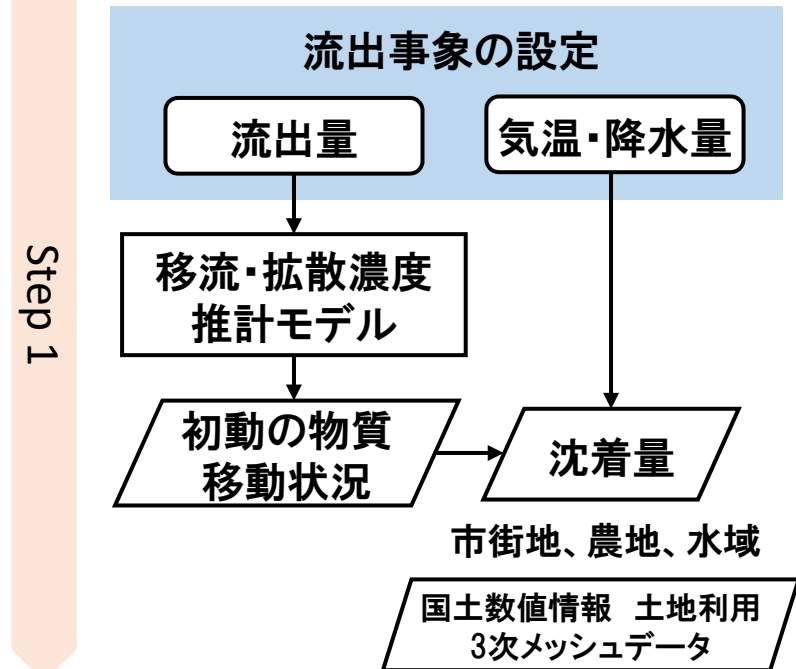 Step 1
流出事象の設定
流出量
気温・降水量
移流・拡散濃度
推計モデル
初動の物質
移動状況
沈着量
市街地、農地、水域
国土数値情報　土地利用
3次メッシュデータ